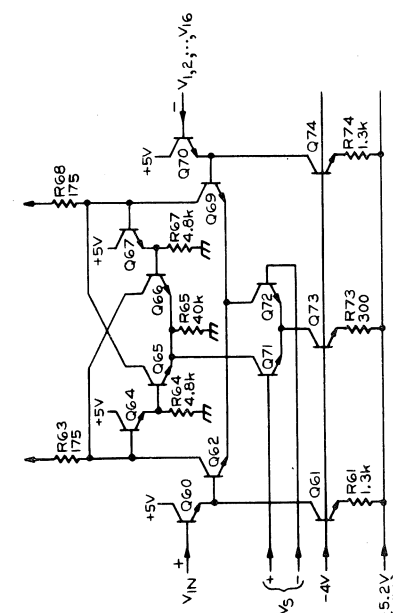 R63
175
R68
175
+5V
Q64
+5V
Q67
Q65
Q66
R64
4.8k
R65
40k
R67
4.8k
+5V
Q60
Q62
VIN
+
+5V
Q70
Q69
V1,2,···,V16
−
Q71
Q72
VS
+
−
Q61
Q73
Q74
R61
1.3k
R73
300
R74
1.3k
-4V
5.2V